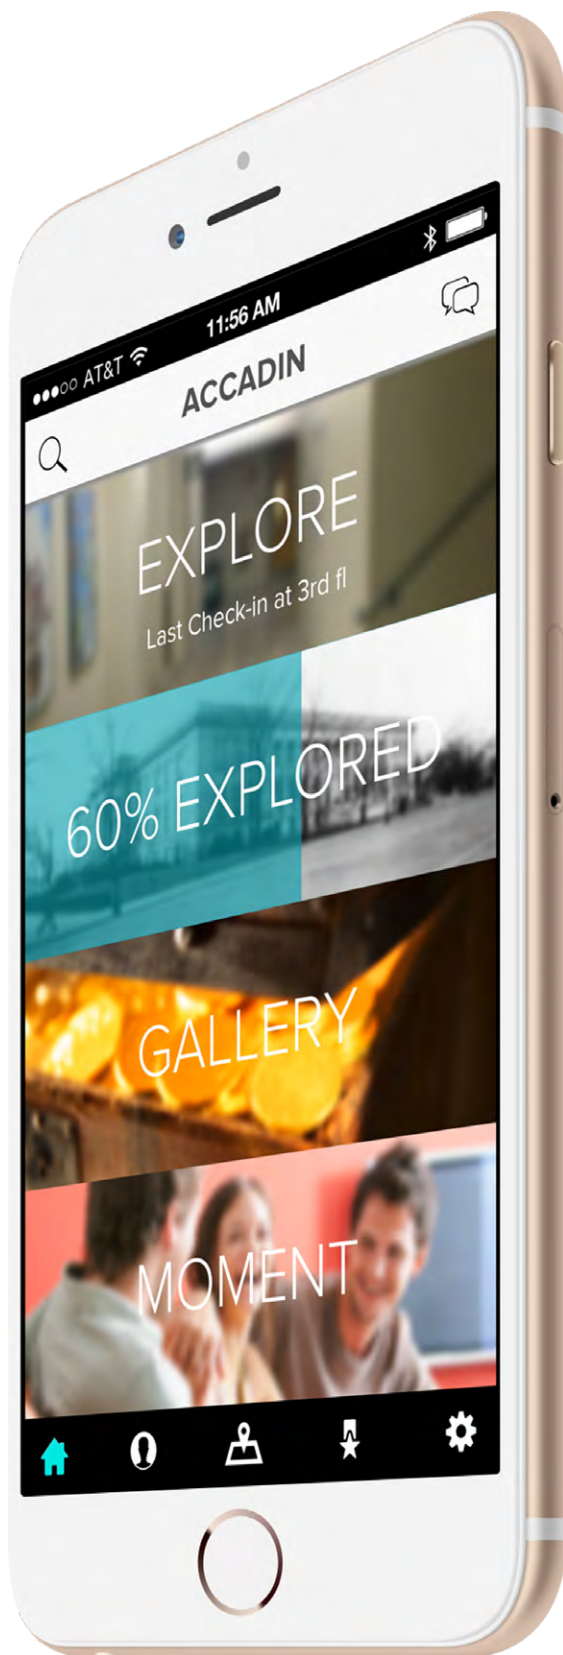 AT&T 11:56 AM
ACCADIN
EXPLORE
Last Check-in at 3rd fl
60% EXPLORED
GALLERY
MOMENT